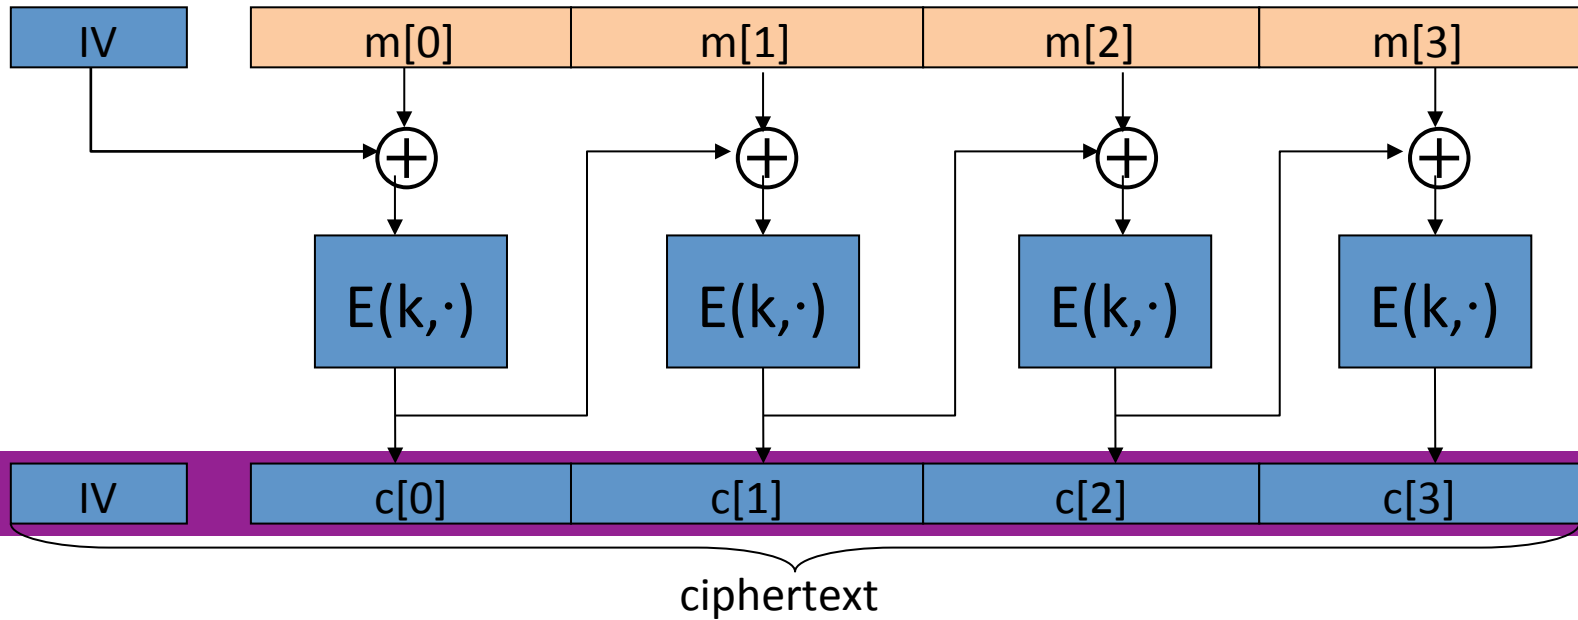 IV m[0] m[1] m[2] m[3]
E(k,·) E(k,·) E(k,·) E(k,·)
IV c[0] c[1] c[2] c[3]
ciphertext